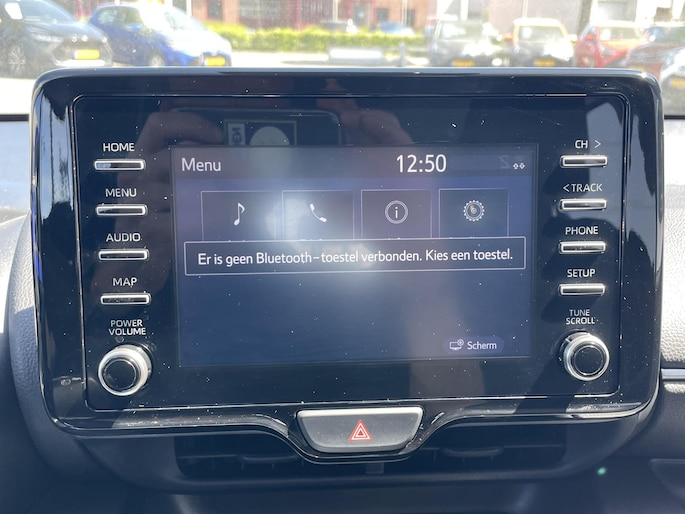 HOME
MENU
AUDIO
MAP
POWER
VOLUME
Menu
12:50
Er is geen Bluetooth-toestel verbonden. Kies een toestel.
Scherm
CH >
< TRACK
PHONE
SETUP
TUNE
SCROLL